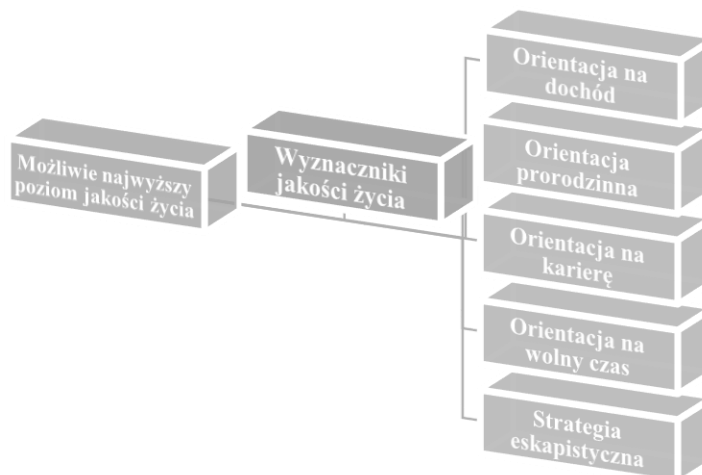 Możliwie najwyższy
poziom jakości życia
Wyznaczniki
jakości życia
Orientacja na
dochód
Orientacja
prorodzinna
Orientacja na
karierę
Orientacja na
wolny czas
Strategia
eskapistyczna